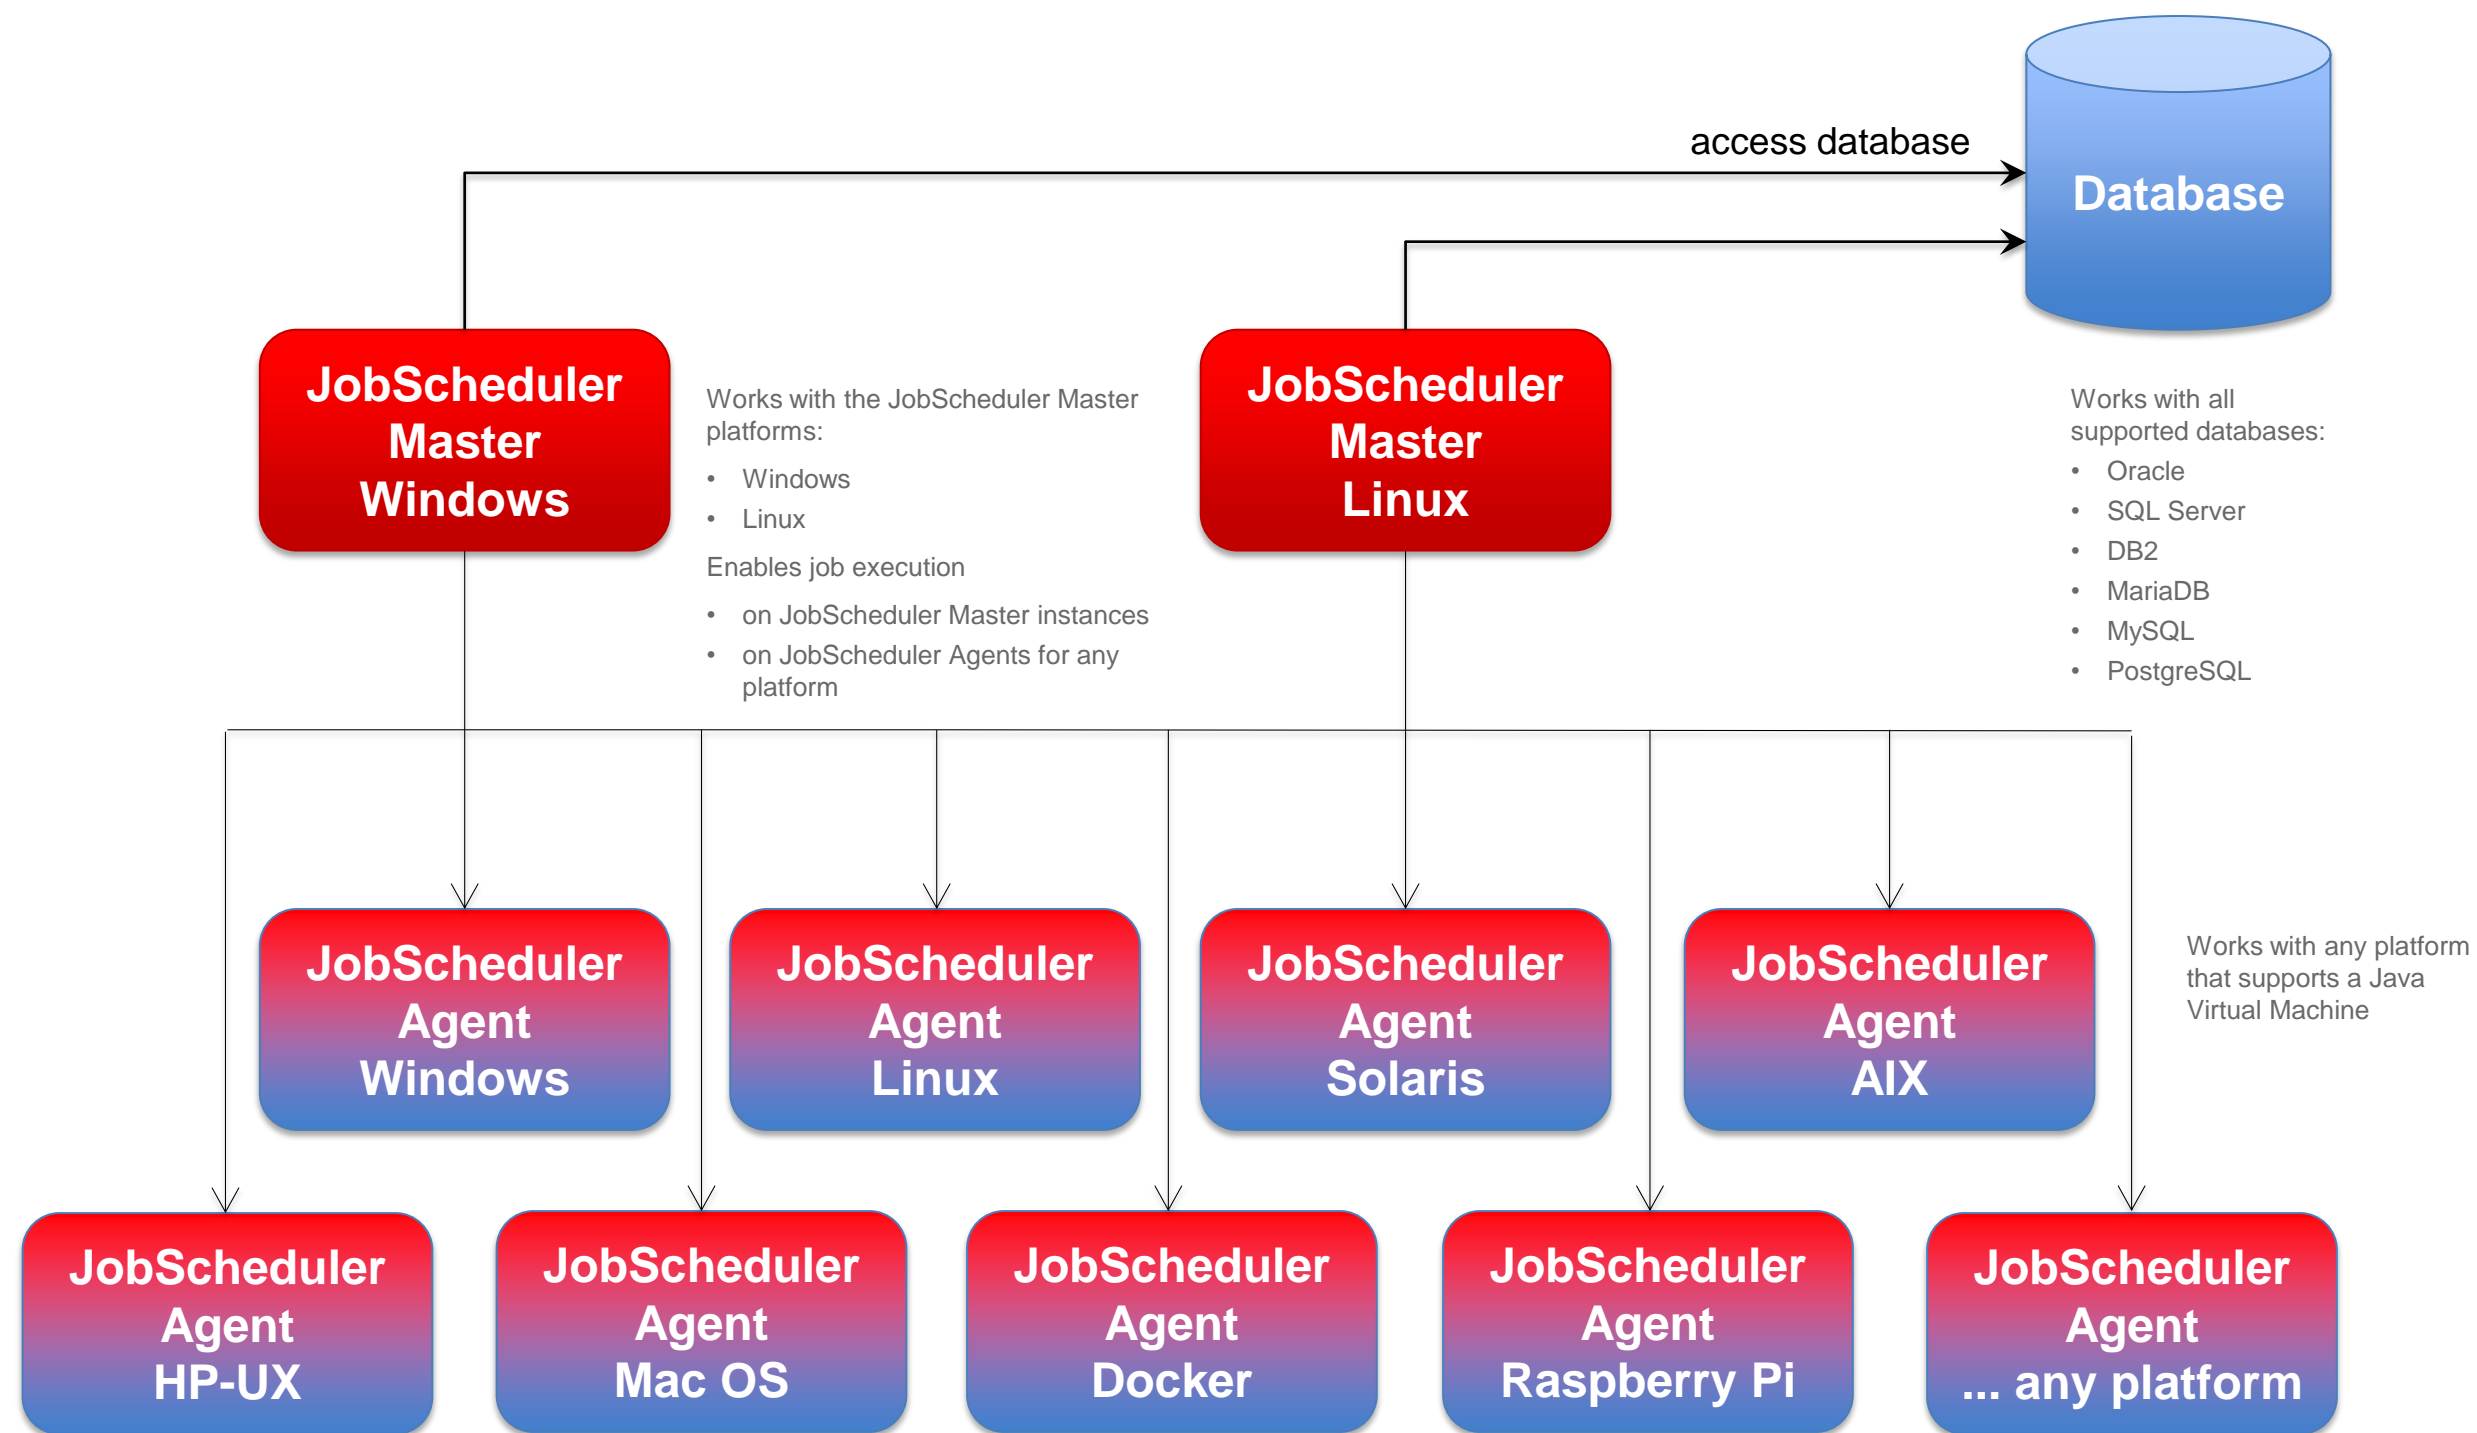 access database
Database
JobScheduler
Master
Windows
Works with the JobScheduler Master
platforms:
• Windows
• Linux
Enables job execution
• on JobScheduler Master instances
• on JobScheduler Agents for any
platform
JobScheduler
Master
Linux
Works with all
supported databases:
• Oracle
• SQL Server
• DB2
• MariaDB
• MySQL
• PostgreSQL
JobScheduler
Agent
Windows
JobScheduler
Agent
Linux
JobScheduler
Agent
Solaris
JobScheduler
Agent
AIX
Works with any platform
that supports a Java
Virtual Machine
JobScheduler
Agent
HP-UX
JobScheduler
Agent
Mac OS
JobScheduler
Agent
Docker
JobScheduler
Agent
Raspberry Pi
JobScheduler
Agent
... any platform